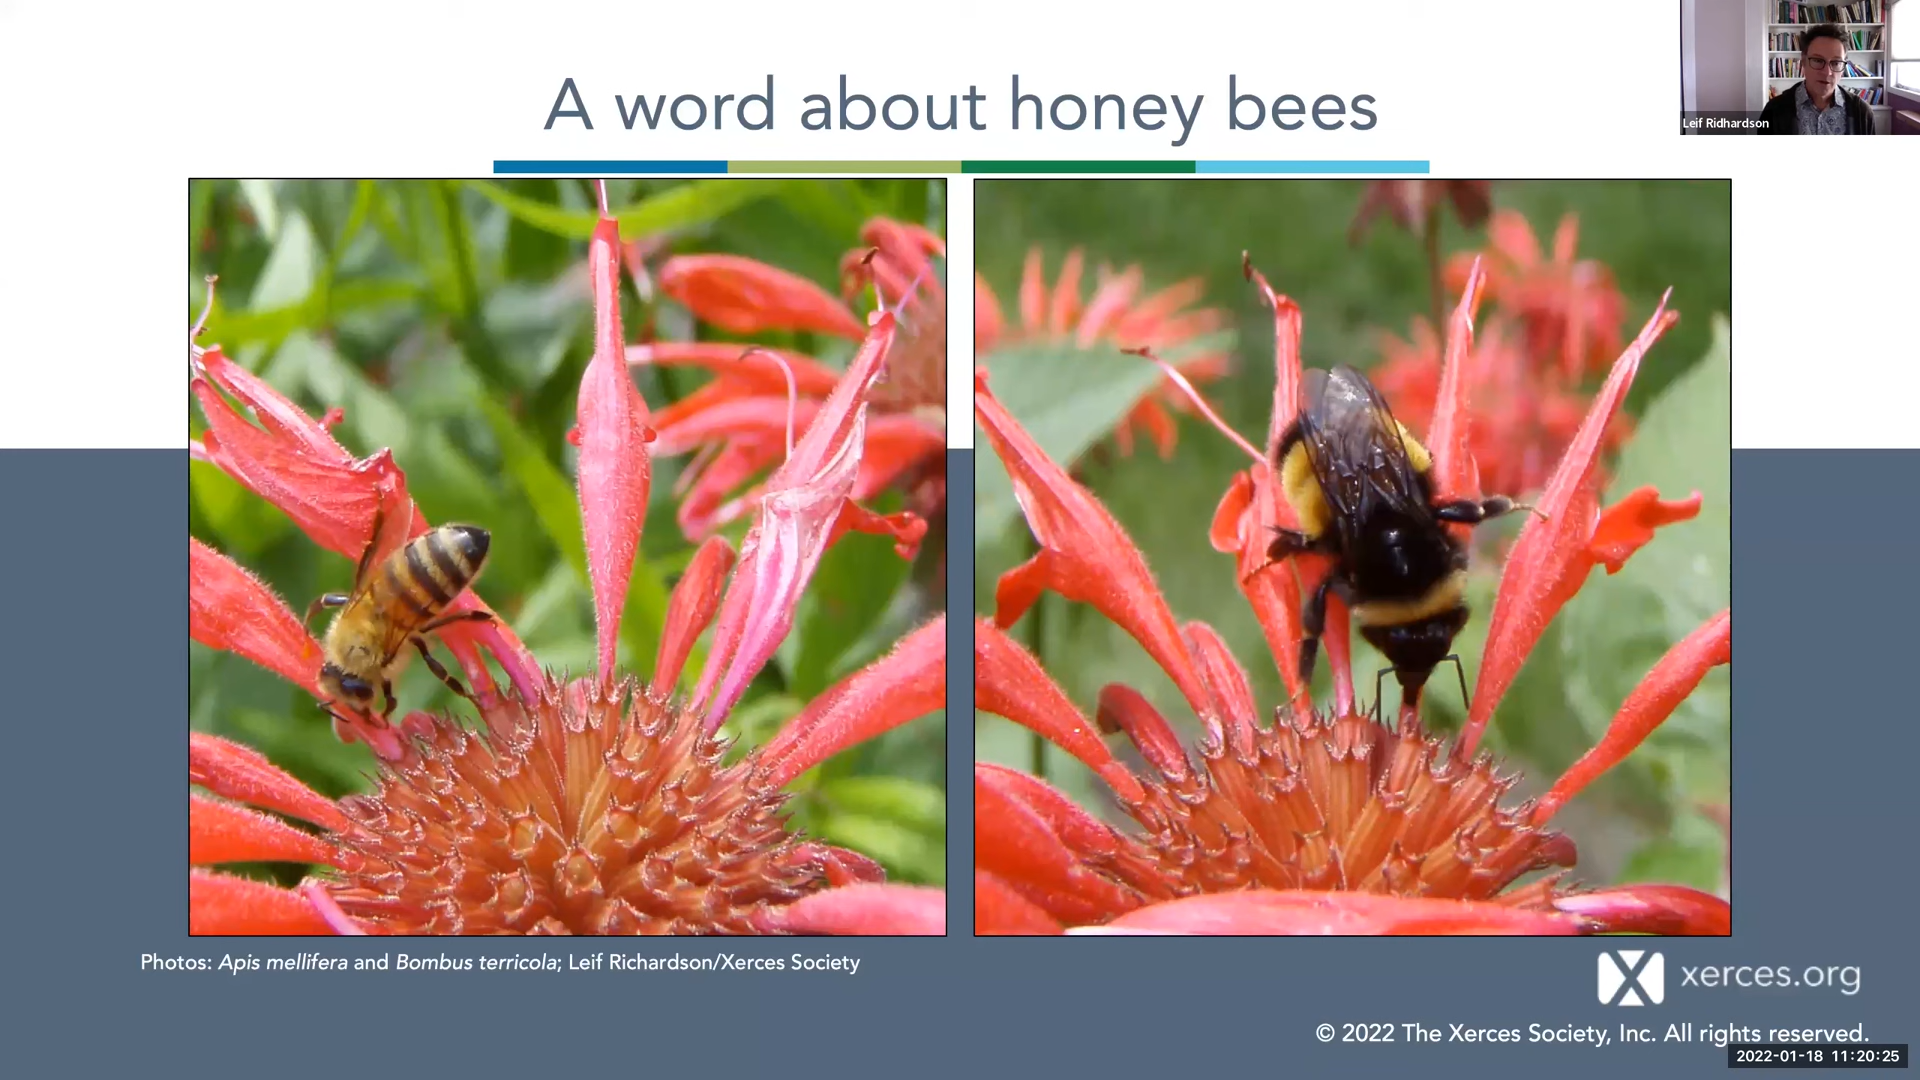 A word about honey bees
Leif Ridhardson
Photos: Apis mellifera and Bombus terricola; Leif Richardson/Xerces Society
xerces.org
© 2022 The Xerces Society, Inc. All rights reserved.
2022-01-18 11:20:25